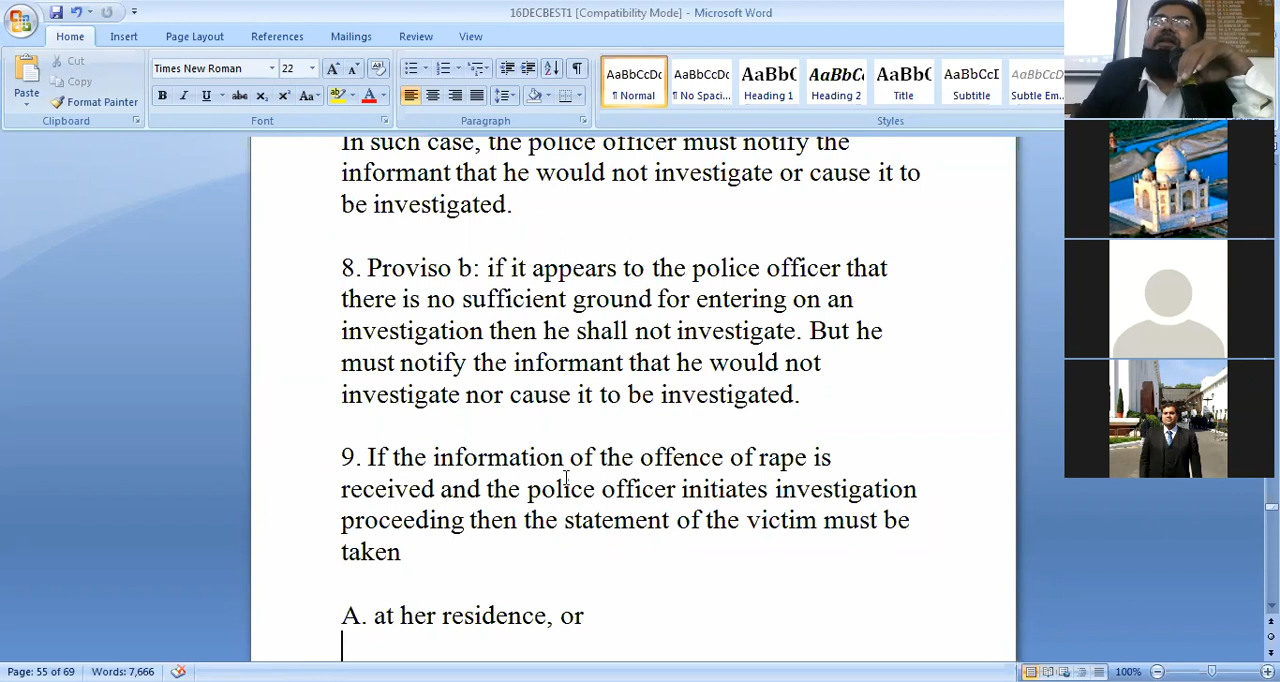 16DECBEST1 [Compatibility Mode] - Microsoft Word
Home Insert Page Layout References Mailings Review View
Paste Cut Copy Format Painter
Times New Roman 22
AaBbCcDc AaBbCcDc AaBbC AaBbCc AaBbC AaBbCcI AaBbCcDc
¶ Normal ¶ No Spaci... Heading 1 Heading 2 Title Subtitle Subtle Em...
Clipboard Font Paragraph Styles
In such case, the police officer must notify the
informant that he would not investigate or cause it to
be investigated.
8. Proviso b: if it appears to the police officer that
there is no sufficient ground for entering on an
investigation then he shall not investigate. But he
must notify the informant that he would not
investigate nor cause it to be investigated.
9. If the information of the offence of rape is
received and the police officer initiates investigation
proceeding then the statement of the victim must be
taken
A. at her residence, or
Page: 55 of 69 Words: 7,666 100%